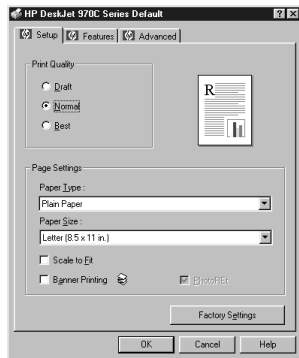 HP DeskJet 970C Series Default
Setup Features Advanced
Print Quality
Draft
Normal
Best
R
Page Settings
Paper Type :
Plain Paper
Paper Size :
Letter (8.5 x 11 in.)
Scale to Fit
Banner Printing PhotoREt
Factory Settings
OK Cancel Help